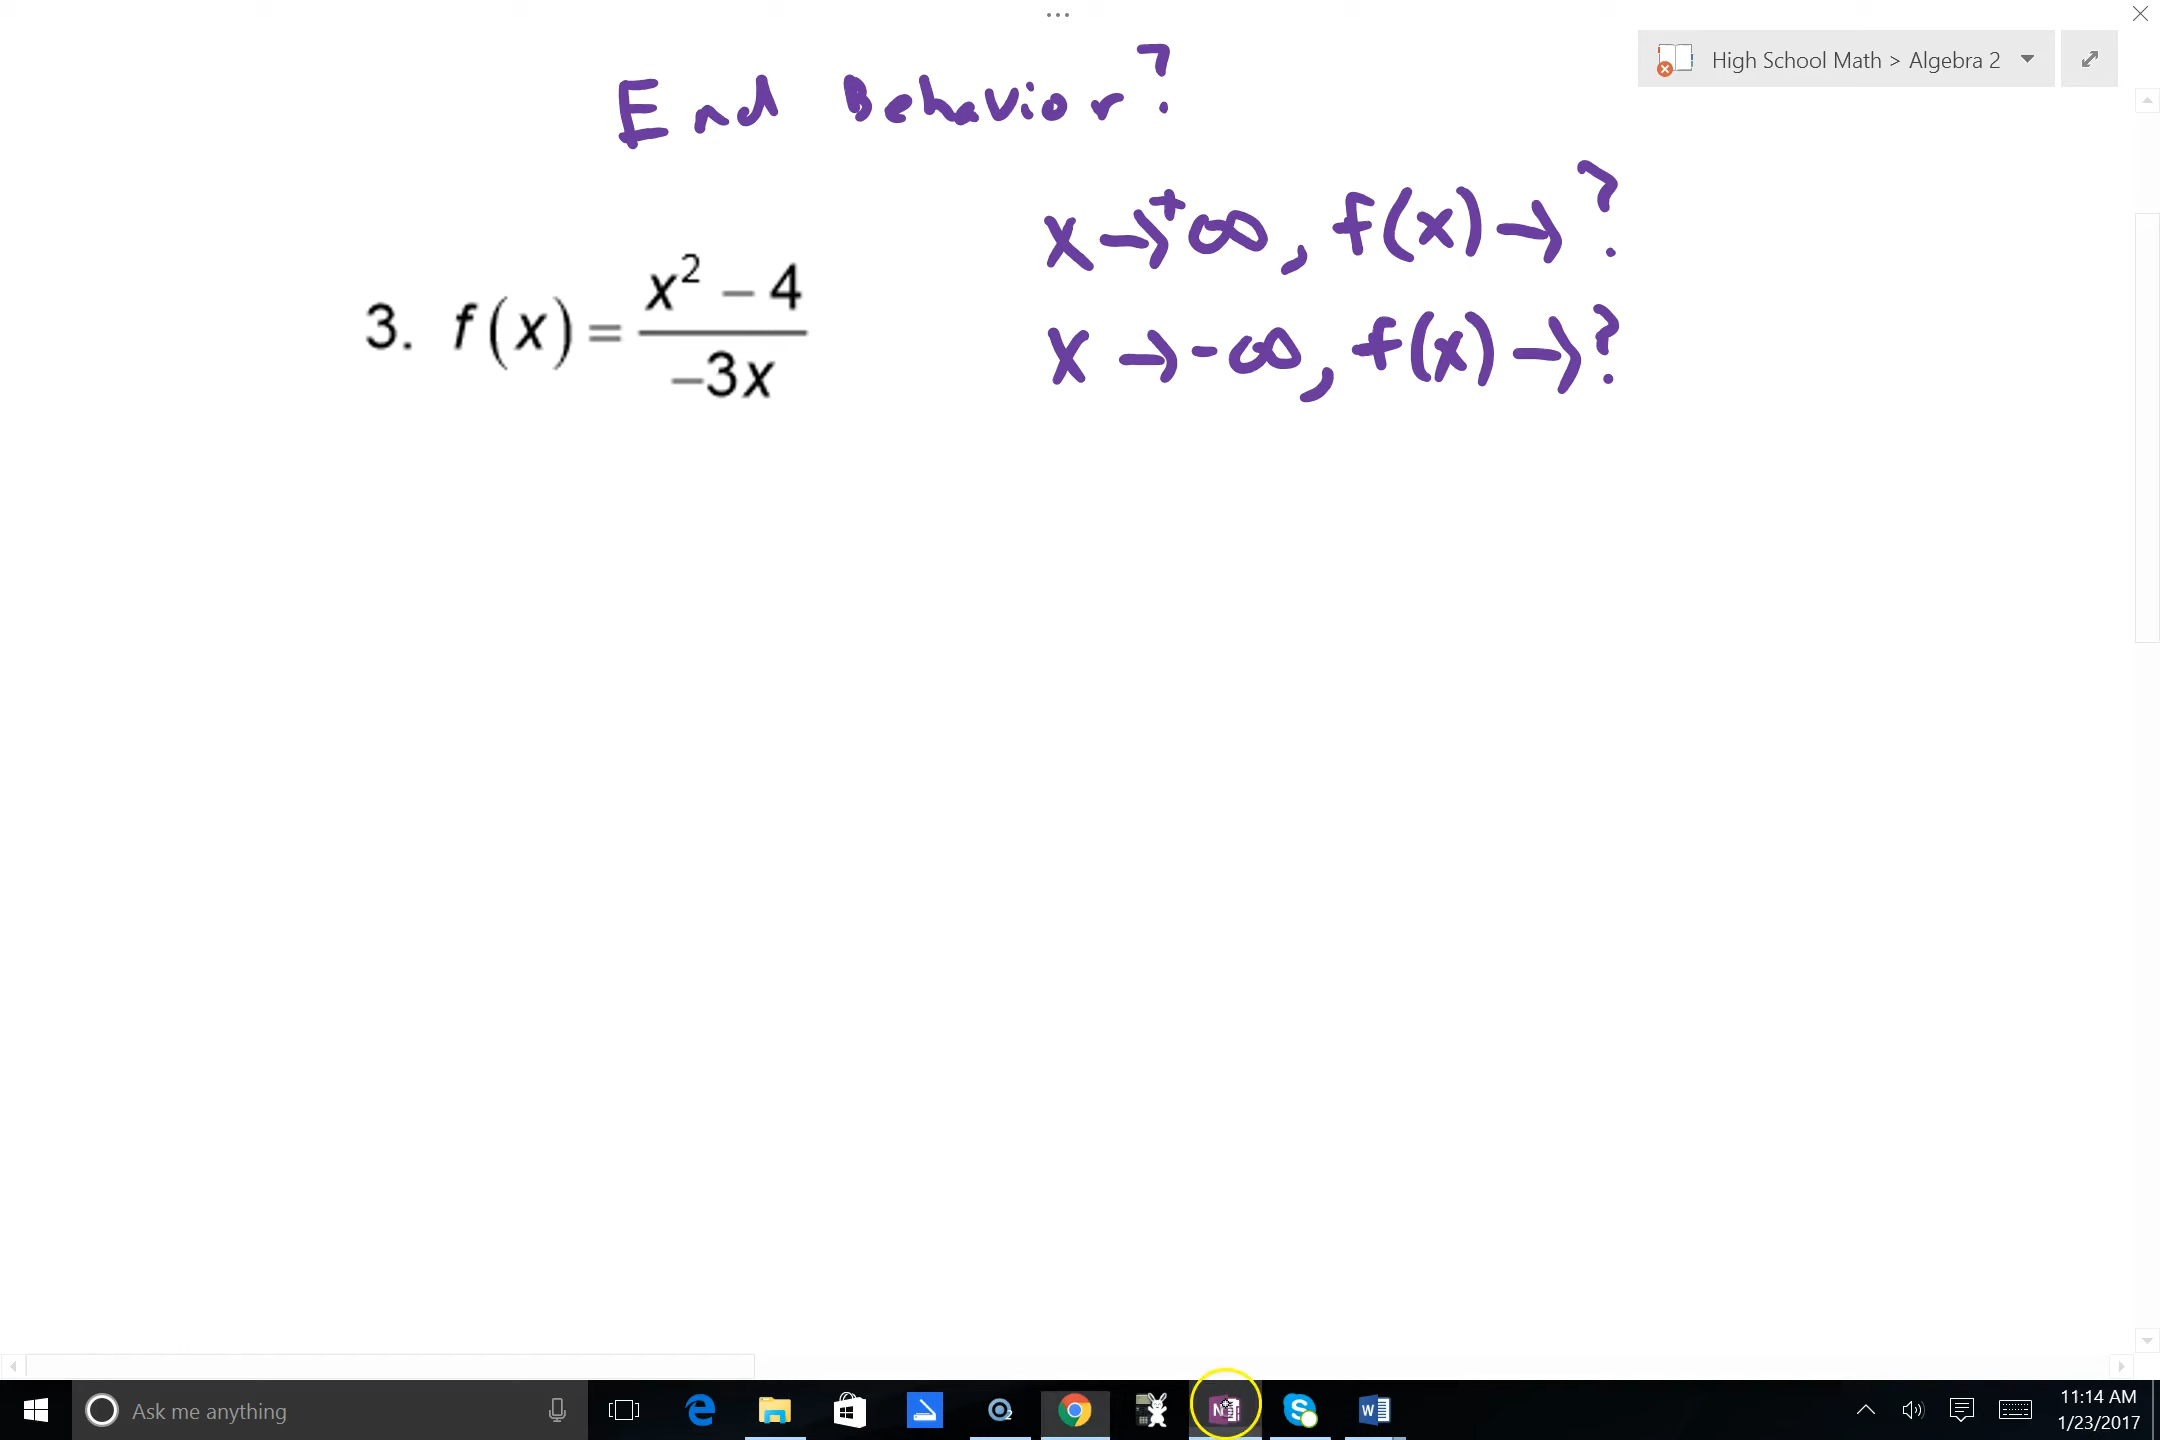 End Behavior?
High School Math > Algebra 2
x → +∞, f(x) → ?
3. f(x) = (x² – 4)/(–3x)
x → -∞, f(x) → ?
Ask me anything
11:14 AM
1/23/2017